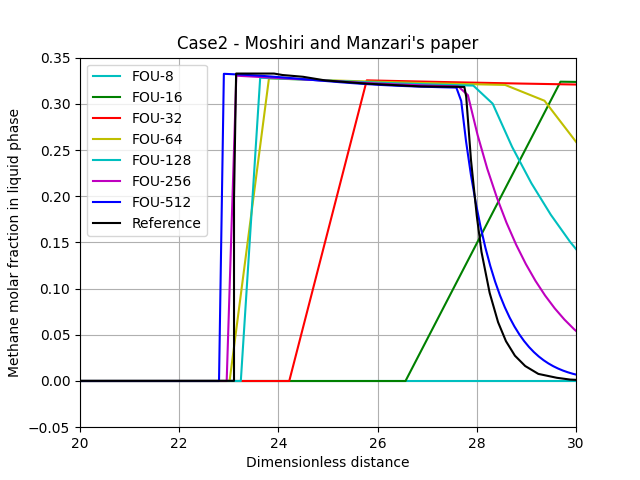 Case2 - Moshiri and Manzari's paper
0.35
0.30
0.25
0.20
0.15
0.10
0.05
0.00
−0.05
Methane molar fraction in liquid phase
FOU-8
FOU-16
FOU-32
FOU-64
FOU-128
FOU-256
FOU-512
Reference
20 22 24 26 28 30
Dimensionless distance